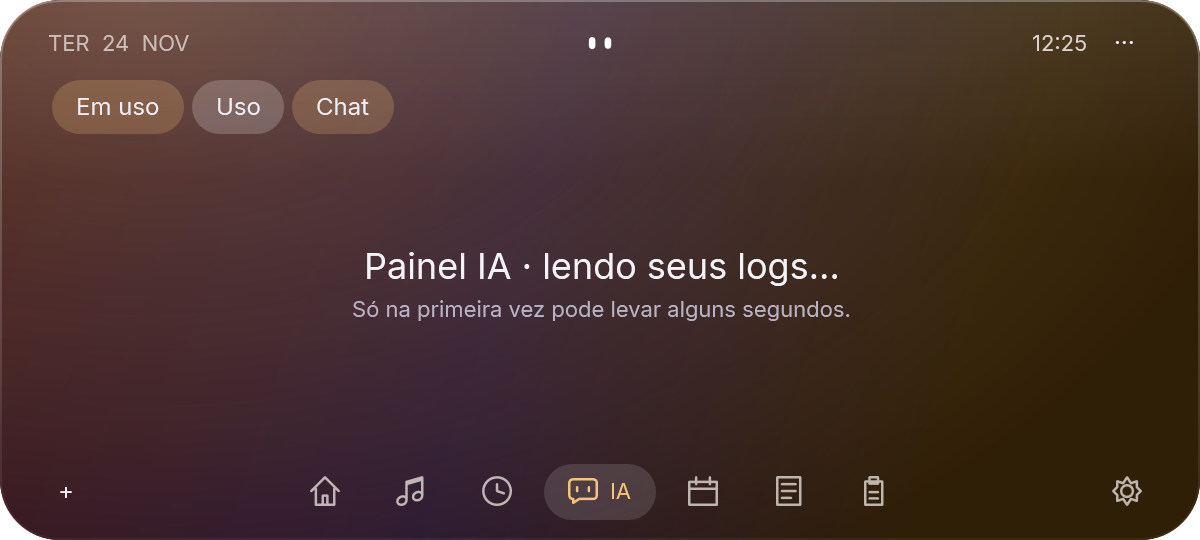 TER 24 NOV
12:25 ...
Em uso
Uso
Chat
Painel IA · lendo seus logs...
Só na primeira vez pode levar alguns segundos.
+
IA